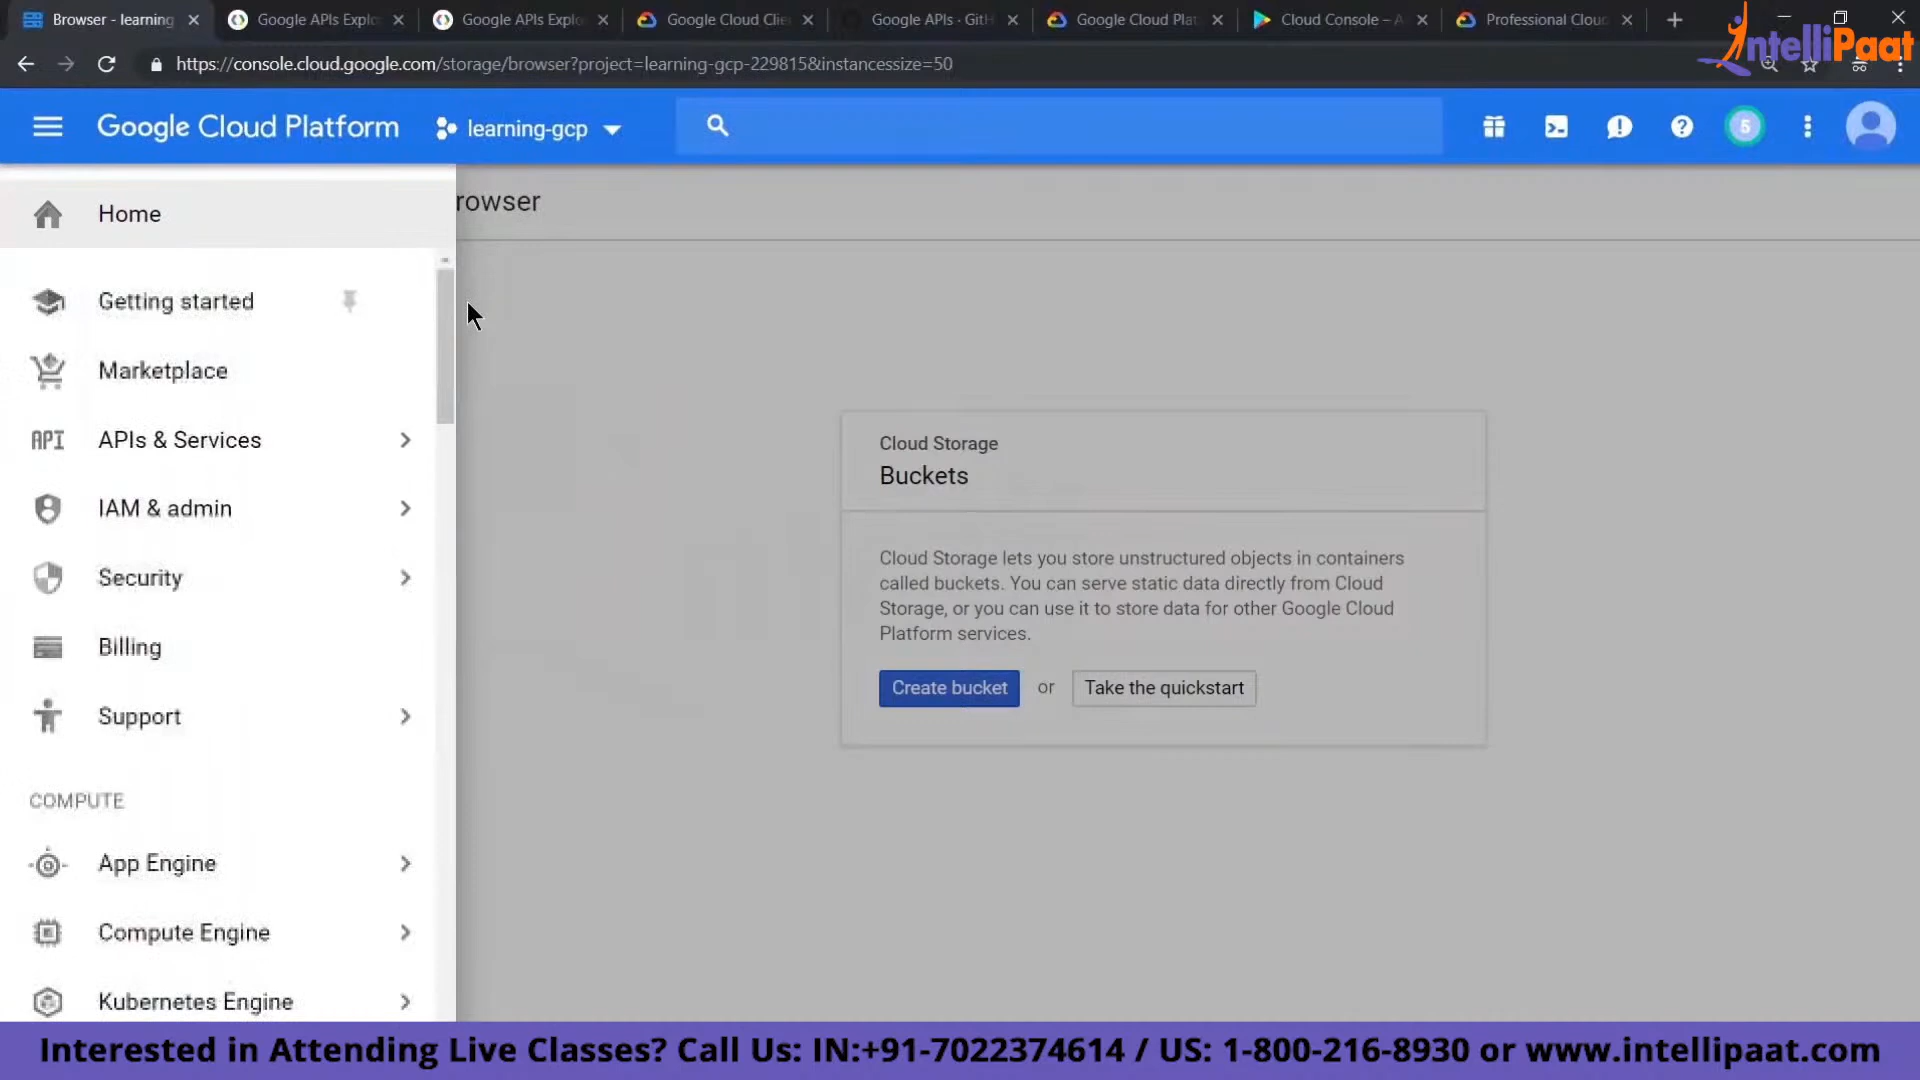 Browser - learning
Google APIs Explo
Google APIs Explo
Google Cloud Clie
Google APIs · GitH
Google Cloud Plat
Cloud Console – A
Professional Cloud
IntelliPaat
https://console.cloud.google.com/storage/browser?project=learning-gcp-229815&instancessize=50
Google Cloud Platform
learning-gcp
5
Home
rowser
Getting started
Marketplace
API
APIs & Services
IAM & admin
Security
Billing
Support
COMPUTE
App Engine
Compute Engine
Kubernetes Engine
Cloud Storage
Buckets
Cloud Storage lets you store unstructured objects in containers
called buckets. You can serve static data directly from Cloud
Storage, or you can use it to store data for other Google Cloud
Platform services.
Create bucket or Take the quickstart
Interested in Attending Live Classes? Call Us: IN:+91-7022374614 / US: 1-800-216-8930 or www.intellipaat.com